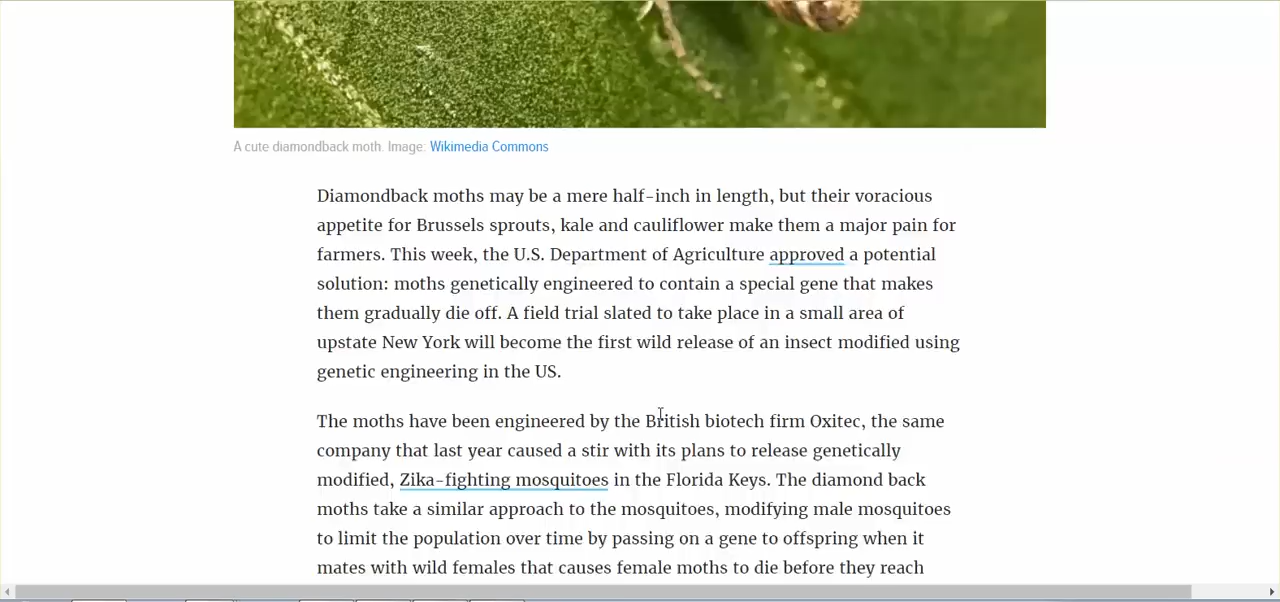 A cute diamondback moth. Image: Wikimedia Commons
Diamondback moths may be a mere half-inch in length, but their voracious
appetite for Brussels sprouts, kale and cauliflower make them a major pain for
farmers. This week, the U.S. Department of Agriculture approved a potential
solution: moths genetically engineered to contain a special gene that makes
them gradually die off. A field trial slated to take place in a small area of
upstate New York will become the first wild release of an insect modified using
genetic engineering in the US.
The moths have been engineered by the British biotech firm Oxitec, the same
company that last year caused a stir with its plans to release genetically
modified, Zika-fighting mosquitoes in the Florida Keys. The diamond back
moths take a similar approach to the mosquitoes, modifying male mosquitoes
to limit the population over time by passing on a gene to offspring when it
mates with wild females that causes female moths to die before they reach